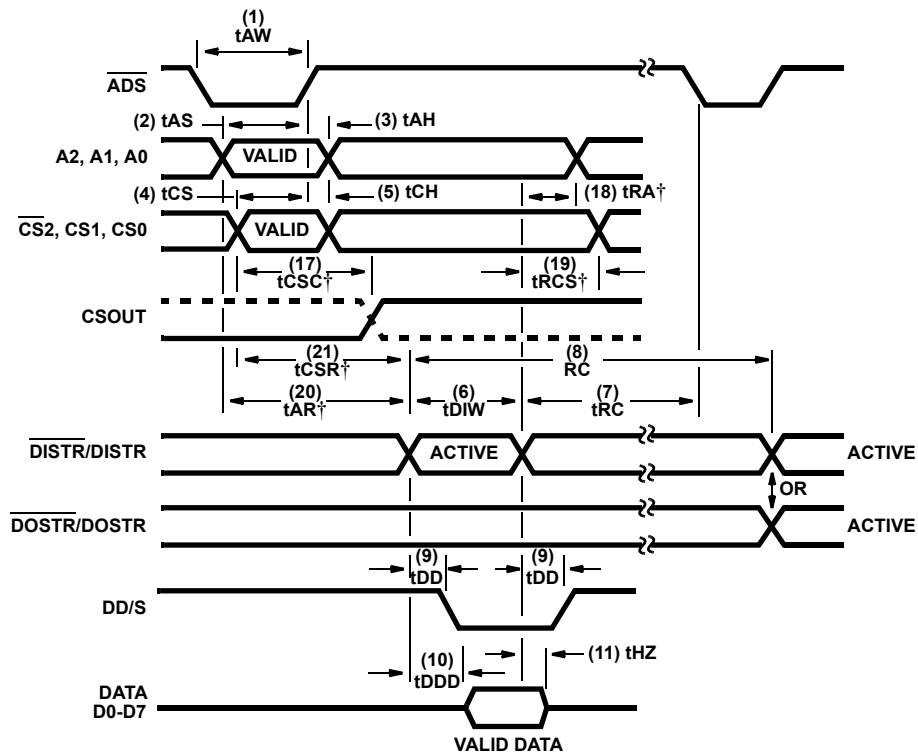 (1)
tAW
ADS
(2) tAS
(3) tAH
A2, A1, A0
VALID
(4) tCS
(5) tCH
(18) tRA†
CS2, CS1, CS0
VALID
(17)
tCSC†
(19)
tRCS†
CSOUT
(21)
tCSR†
(8)
RC
(20)
tAR†
(6)
tDIW
(7)
tRC
DISTR/DISTR
ACTIVE
ACTIVE
OR
DOSTR/DOSTR
ACTIVE
(9)
tDD
(9)
tDD
DD/S
(10)
tDDD
(11) tHZ
DATA
D0-D7
VALID DATA